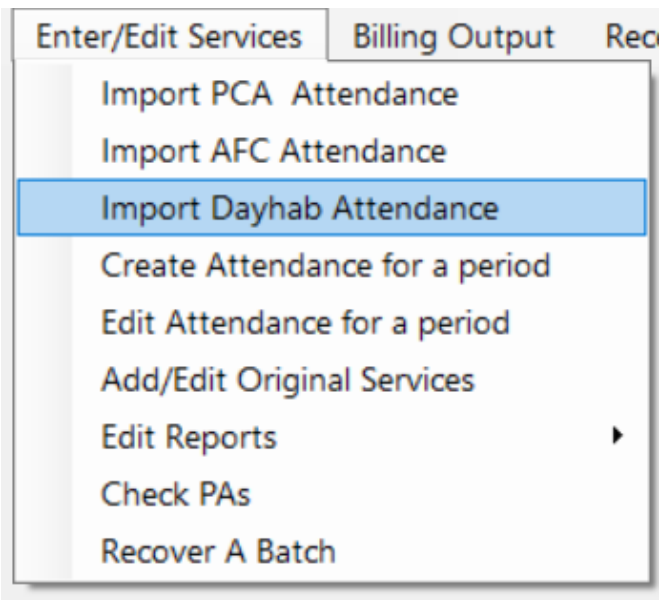 Enter/Edit Services Billing Output Rec
Import PCA  Attendance
Import AFC Attendance
Import Dayhab Attendance
Create Attendance for a period
Edit Attendance for a period
Add/Edit Original Services
Edit Reports
Check PAs
Recover A Batch